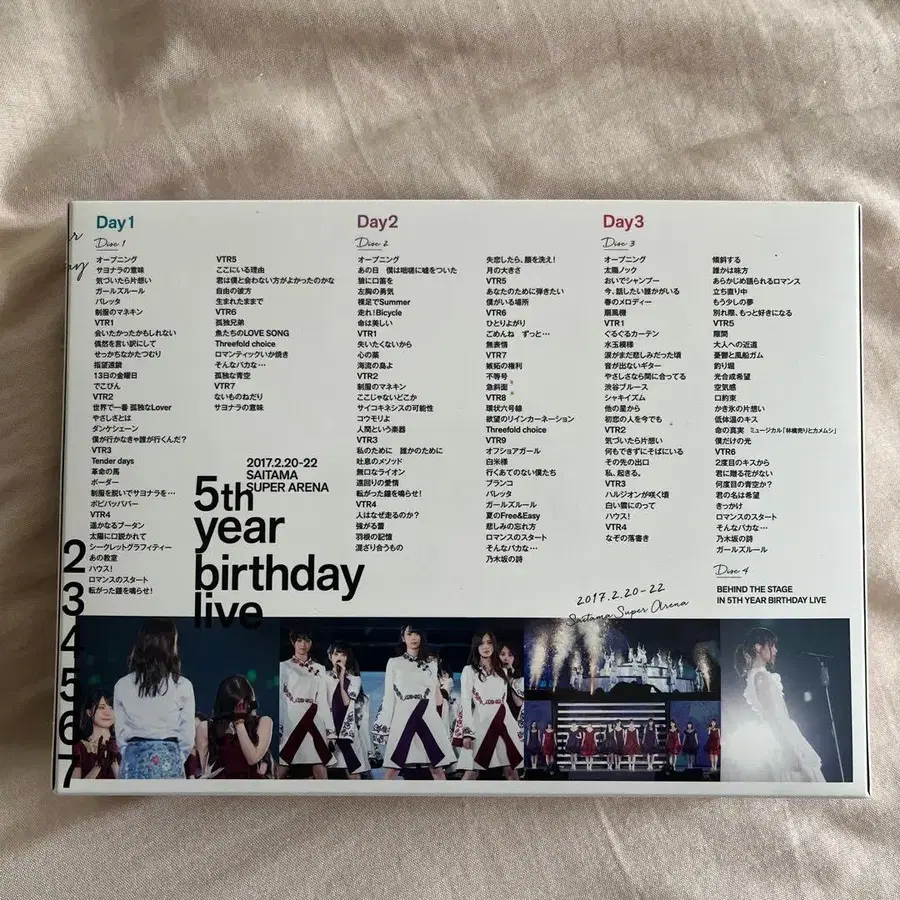 Day1
Disc 1
オープニング
サヨナラの意味
気づいたら片想い
ガールズルール
バレッタ
制服のマネキン
VTR1
会いたかったかもしれない
偶然を言い訳にして
せっかちなかたつむり
指望遠鏡
13日の金曜日
でこぴん
VTR2
世界で一番 孤独なLover
やさしさとは
ダンケシェーン
僕が行かなきゃ誰が行くんだ?
VTR3
Tender days
革命の馬
ボーダー
制服を脱いでサヨナラを…
ポピパッパパー
VTR4
遥かなるブータン
太陽に口説かれて
シークレットグラフィティー
あの教室
ハウス!
ロマンスのスタート
転がった鐘を鳴らせ!
VTR5
ここにいる理由
君は僕と会わない方がよかったのかな
自由の彼方
生まれたままで
VTR6
孤独兄弟
魚たちのLOVE SONG
Threefold choice
ロマンティックいか焼き
そんなバカな…
孤独な青空
VTR7
ないものねだり
サヨナラの意味
2017.2.20-22
SAITAMA
SUPER ARENA
5th
year
birthday
live
Day2
Disc 2
オープニング
あの日 僕は咄嗟に嘘をついた
狼に口笛を
左胸の勇気
裸足でSummer
走れ!Bicycle
命は美しい
VTR1
失いたくないから
心の薬
海流の島よ
VTR2
制服のマネキン
ここじゃないどこか
サイコキネシスの可能性
コウモリよ
人間という楽器
VTR3
私のために 誰かのために
吐息のメソッド
無口なライオン
遠回りの愛情
転がった鐘を鳴らせ!
VTR4
人はなぜ走るのか?
強がる蕾
羽根の記憶
混ざり合うもの
失恋したら、顔を洗え!
月の大きさ
VTR5
あなたのために弾きたい
僕がいる場所
VTR6
ひとりよがり
ごめんね ずっと…
無表情
VTR7
嫉妬の権利
不等号
急斜面
VTR8
環状六号線
欲望のリインカーネーション
Threefold choice
VTR9
オフショアガール
白米様
行くあてのない僕たち
ブランコ
バレッタ
ガールズルール
夏のFree&Easy
悲しみの忘れ方
ロマンスのスタート
そんなバカな…
乃木坂の詩
Day3
Disc 3
オープニング
太陽ノック
おいでシャンプー
今、話したい誰かがいる
春のメロディー
扇風機
VTR1
ぐるぐるカーテン
水玉模様
涙がまだ悲しみだった頃
音が出ないギター
やさしさなら間に合ってる
渋谷ブルース
シャキイズム
他の星から
初恋の人を今でも
VTR2
気づいたら片想い
何もできずにそばにいる
その先の出口
私、起きる。
VTR3
ハルジオンが咲く頃
白い雲にのって
ハウス!
VTR4
なぞの落書き
傾斜する
誰かは味方
あらかじめ語られるロマンス
立ち直り中
もう少しの夢
別れ際、もっと好きになる
VTR5
隙間
大人への近道
憂鬱と風船ガム
釣り堀
光合成希望
空気感
口約束
かき氷の片想い
低体温のキス
命の真実 ミュージカル「林檎売りとカメムシ」
僕だけの光
VTR6
2度目のキスから
君に贈る花がない
何度目の青空か?
君の名は希望
きっかけ
ロマンスのスタート
そんなバカな…
乃木坂の詩
ガールズルール
Disc 4
BEHIND THE STAGE
IN 5TH YEAR BIRTHDAY LIVE
2017.2.20-22
Saitama Super Arena
2
3
4
5
6
7